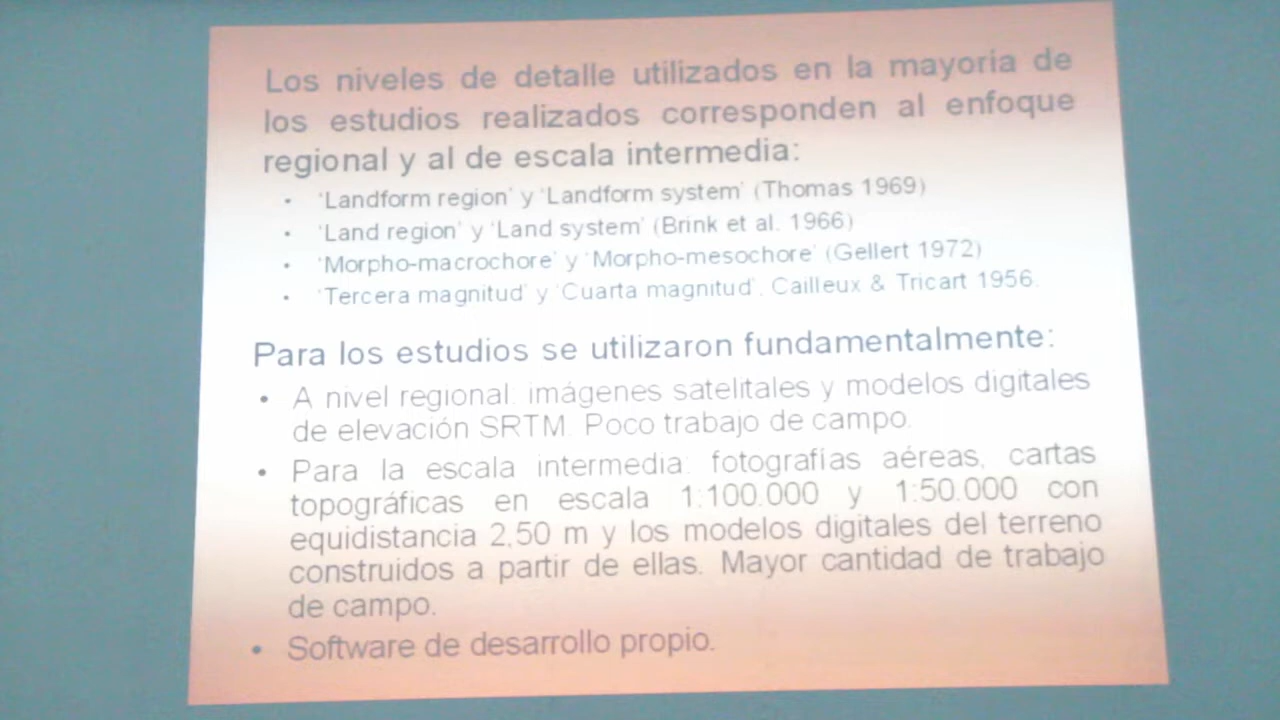 Los niveles de detalle utilizados en la mayoria de
los estudios realizados corresponden al enfoque
regional y al de escala intermedia:
• 'Landform region' y 'Landform system' (Thomas 1969)
• 'Land region' y 'Land system' (Brink et al. 1966)
• 'Morpho-macrochore' y 'Morpho-mesochore' (Gellert 1972)
• 'Tercera magnitud' y 'Cuarta magnitud'. Cailleux & Tricart 1956.
Para los estudios se utilizaron fundamentalmente:
• A nivel regional: imágenes satelitales y modelos digitales
de elevación SRTM. Poco trabajo de campo.
• Para la escala intermedia: fotografías aéreas, cartas
topográficas en escala 1:100.000 y 1:50.000 con
equidistancia 2,50 m y los modelos digitales del terreno
construidos a partir de ellas. Mayor cantidad de trabajo
de campo.
• Software de desarrollo propio.